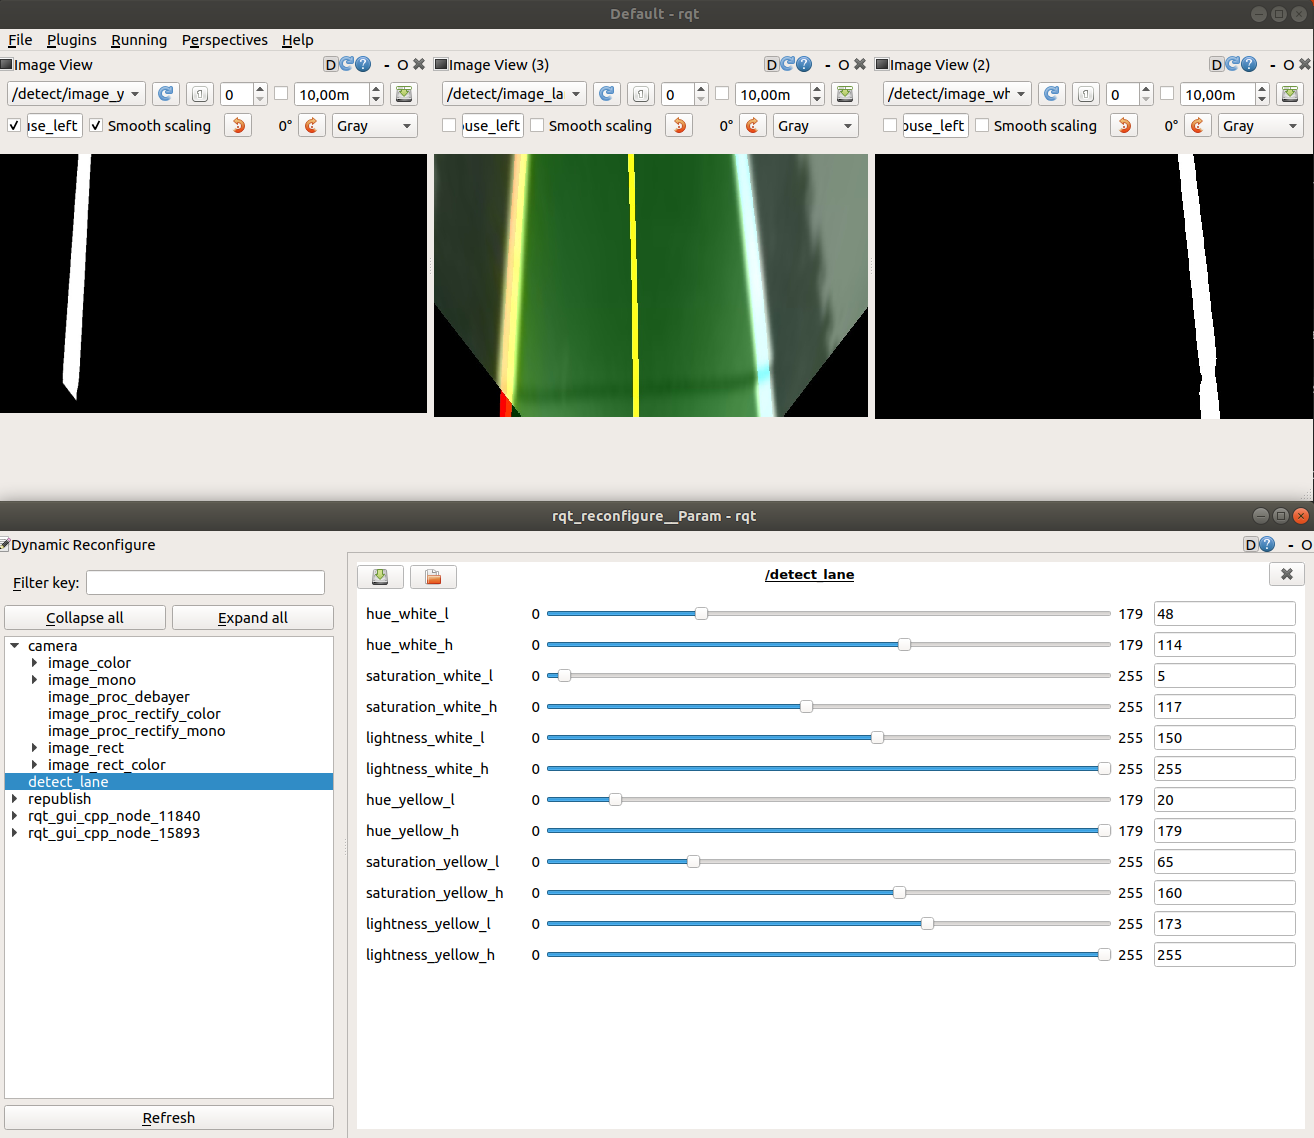 Default - rqt
File Plugins Running Perspectives Help
Image View D ? - O
Image View (3) D ? - O
Image View (2) D ? - O
/detect/image_y 0 10,00m
/detect/image_la 0 10,00m
/detect/image_wh 0 10,00m
use_left Smooth scaling 0° Gray
ouse_left Smooth scaling 0° Gray
ouse_left Smooth scaling 0° Gray
rqt_reconfigure__Param - rqt
Dynamic Reconfigure D ? - O
Filter key:
Collapse all Expand all
camera
image_color
image_mono
image_proc_debayer
image_proc_rectify_color
image_proc_rectify_mono
image_rect
image_rect_color
detect_lane
republish
rqt_gui_cpp_node_11840
rqt_gui_cpp_node_15893
Refresh
/detect_lane
hue_white_l 0 179 48
hue_white_h 0 179 114
saturation_white_l 0 255 5
saturation_white_h 0 255 117
lightness_white_l 0 255 150
lightness_white_h 0 255 255
hue_yellow_l 0 179 20
hue_yellow_h 0 179 179
saturation_yellow_l 0 255 65
saturation_yellow_h 0 255 160
lightness_yellow_l 0 255 173
lightness_yellow_h 0 255 255